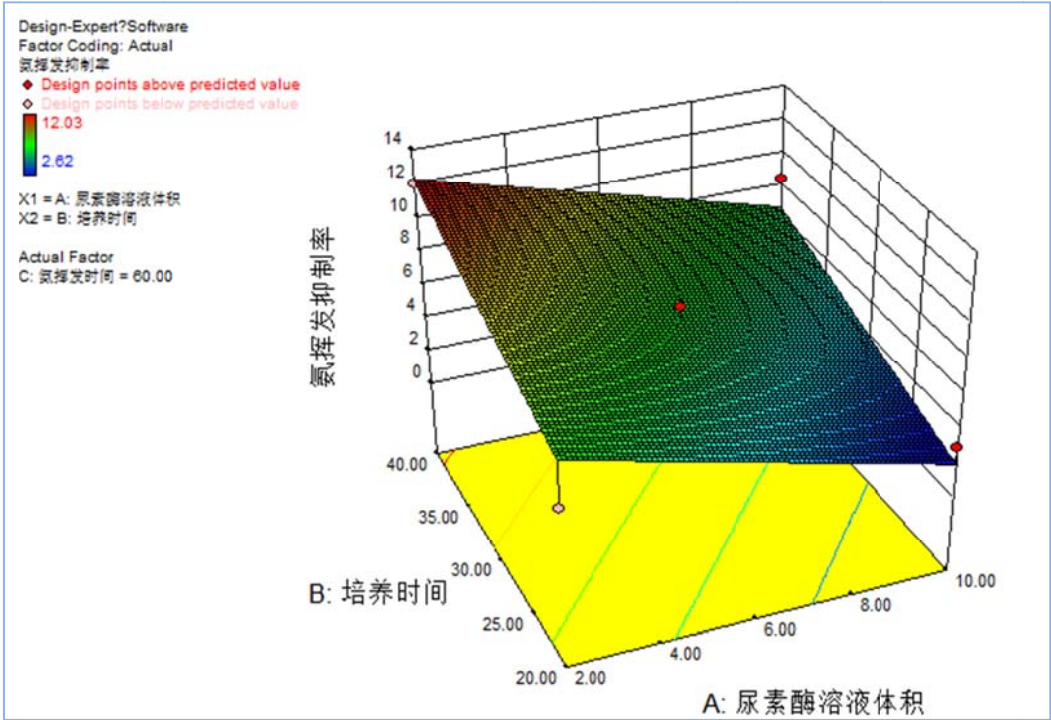 Design-Expert?Software
Factor Coding: Actual
氨挥发抑制率
Design points above predicted value
Design points below predicted value
12.03
2.62
X1 = A: 尿素酶溶液体积
X2 = B: 培养时间
Actual Factor
C: 氨挥发时间 = 60.00
14
12
10
8
6
4
2
0
氨挥发抑制率
40.00
35.00
30.00
25.00
20.00
B: 培养时间
2.00
4.00
6.00
8.00
10.00
A: 尿素酶溶液体积